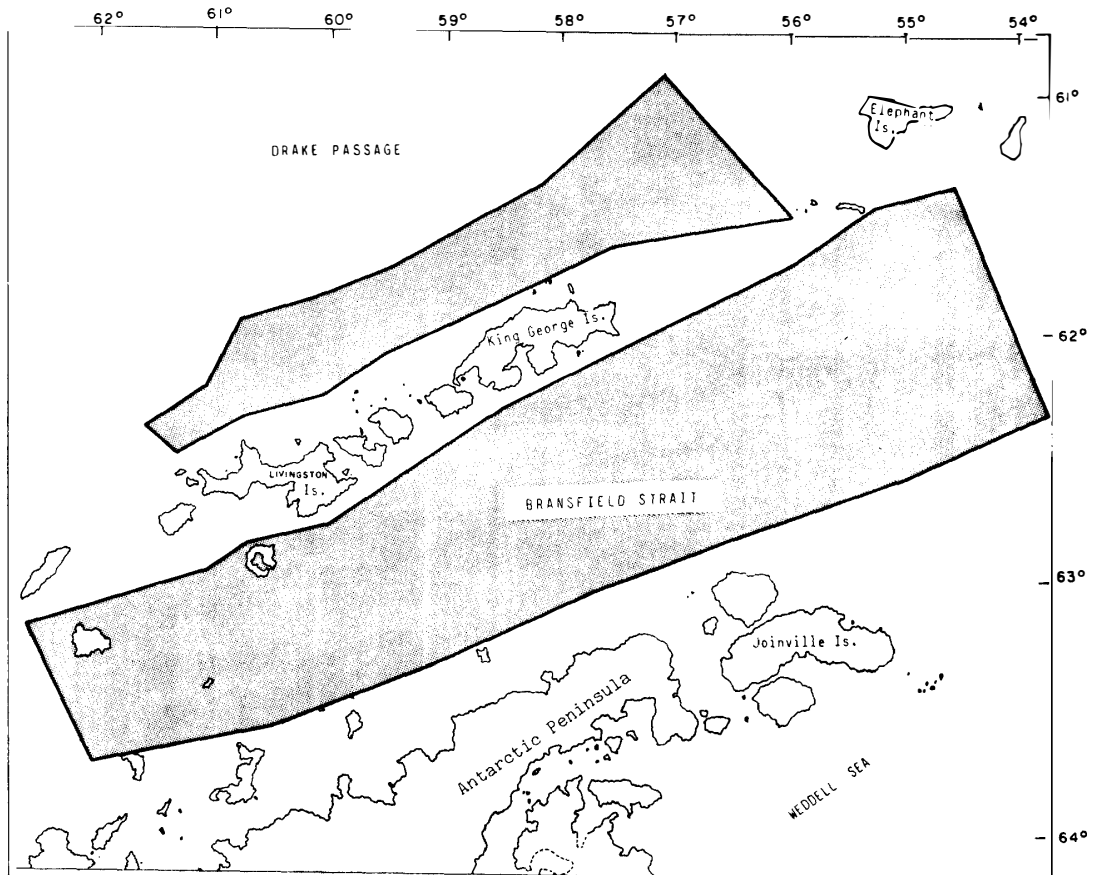 62° 61° 60° 59° 58° 57° 56° 55° 54°
61°
Elephant
Is.
DRAKE PASSAGE
King George Is.
62°
LIVINGSTON
Is.
BRANSFIELD STRAIT
63°
Joinville Is.
Antarctic Peninsula
WEDDELL SEA
64°